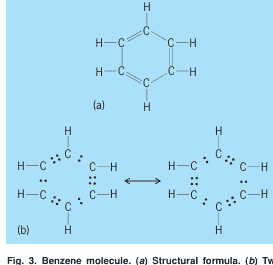 H
C
H—C C—H
H—C C—H
C
(a) H
H H
C C
H—C C—H H—C C—H
H—C C—H H—C C—H
C C
(b) H H
Fig. 3. Benzene molecule. (a) Structural formula. (b) Tw